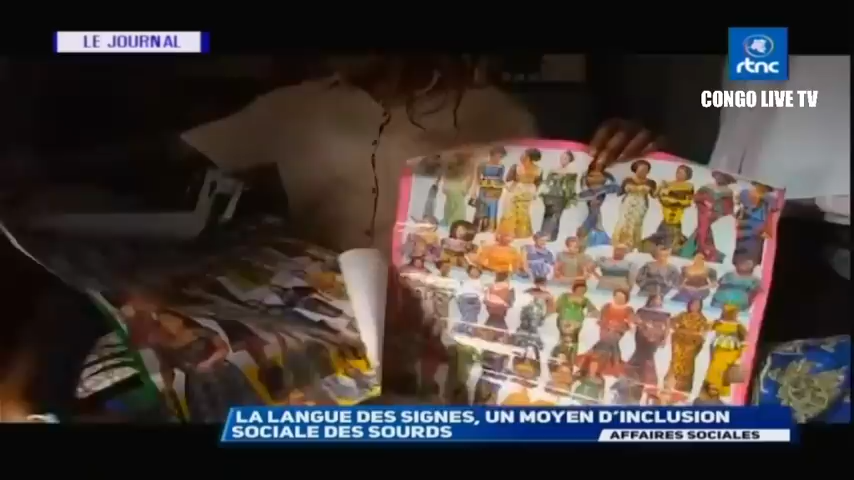 LE JOURNAL
rtnc
CONGO LIVE TV
LA LANGUE DES SIGNES, UN MOYEN D'INCLUSION
SOCIALE DES SOURDS
AFFAIRES SOCIALES